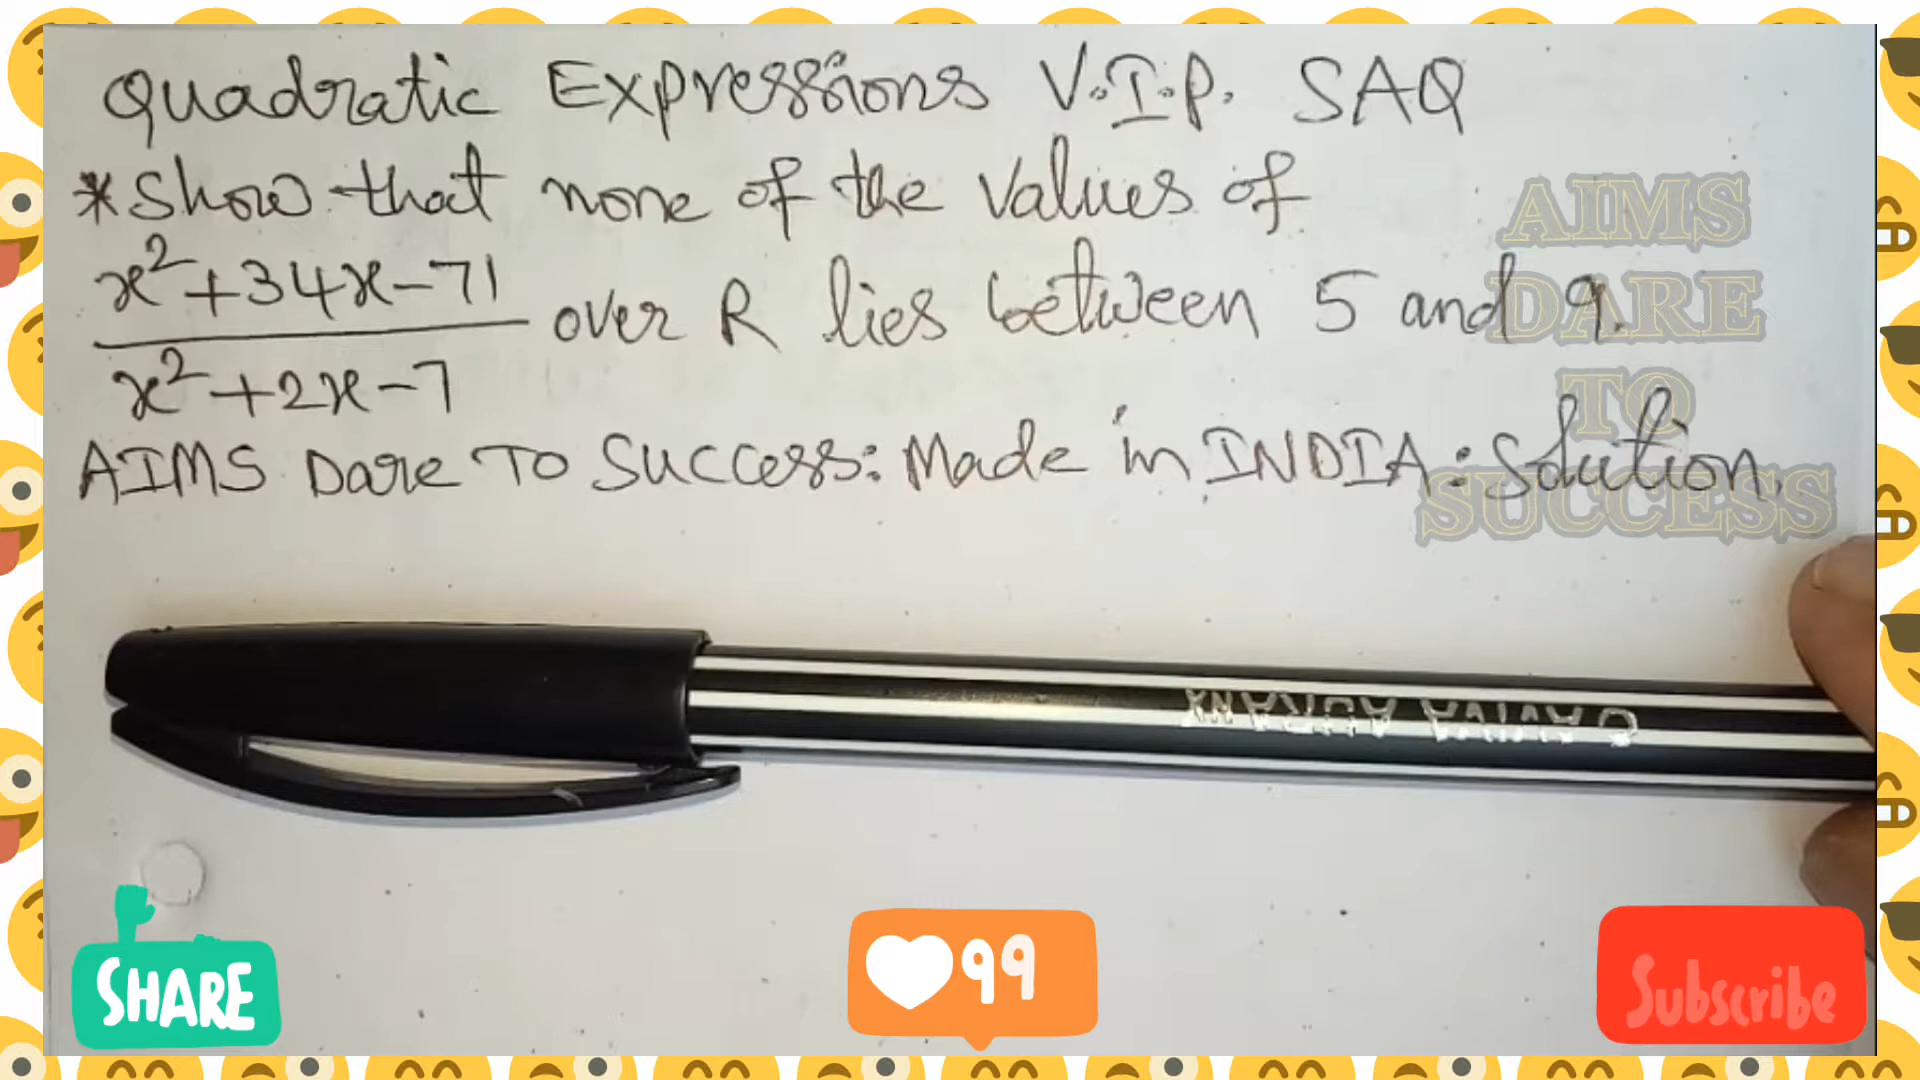 Quadratic Expressions V.I.P. SAQ
*Show that none of the values of
x²+34x-71
x²+2x-7
over R lies between 5 and 9.
AIMS Dare To Success: Made in INDIA: Solution.
AIMS
DARE
TO
SUCCESS
SHARE
99
Subscribe